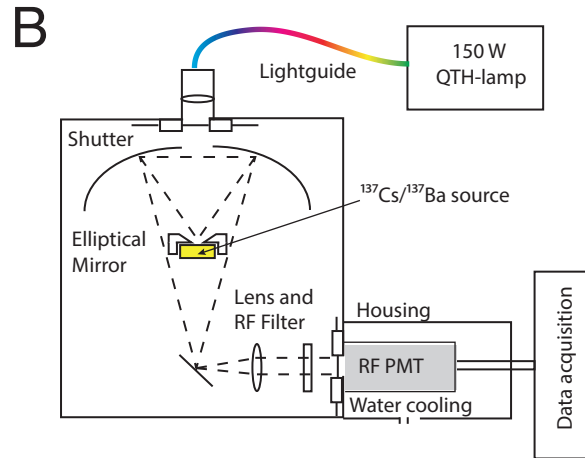 B
150 W
QTH-lamp
Lightguide
Shutter
¹³⁷Cs/¹³⁷Ba source
Elliptical
Mirror
Lens and
RF Filter
Housing
RF PMT
Water cooling
Data acquisition